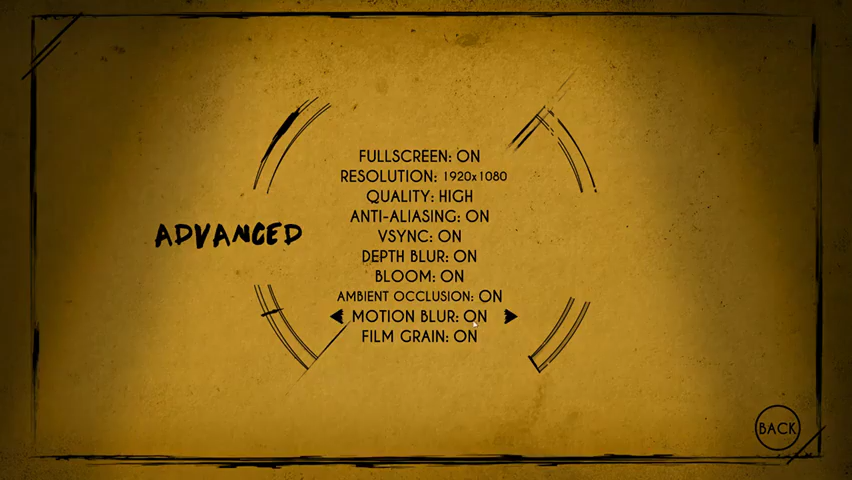 FULLSCREEN: ON
RESOLUTION: 1920x1080
QUALITY: HIGH
ANTI-ALIASING: ON
ADVANCED
VSYNC: ON
DEPTH BLUR: ON
BLOOM: ON
AMBIENT OCCLUSION: ON
MOTION BLUR: ON
FILM GRAIN: ON
BACK